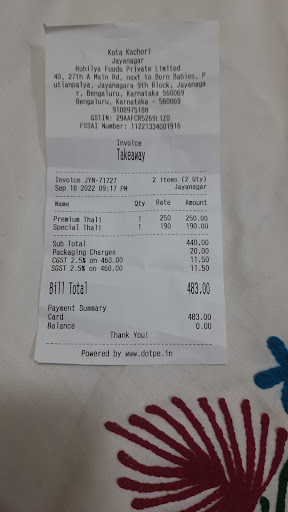 Kota Kachori
Jayanagar
Rohilya Foods Private Limited
40, 27th A Main Rd, next to Born Babies, P
utlanpalya, Jayanagara 9th Block, Jayanaga
r, Bengaluru, Karnataka 560069
Bengaluru, Karnataka - 560069
9108975180
GSTIN: 29AAFCR5269L1ZO
FSSAI Number: 11221334001916
Invoice
Takeaway
Invoice JYN-71727 2 items (2 Qty)
Sep 18 2022 09:17 PM Jayanagar
Name Qty Rate Amount
Premium Thali 1 250 250.00
Special Thali 1 190 190.00
Sub Total 440.00
Packaging Charges 20.00
CGST 2.5% on 460.00 11.50
SGST 2.5% on 460.00 11.50
Bill Total 483.00
Payment Summary
Card 483.00
Balance 0.00
Thank You!
Powered by www.dotpe.in